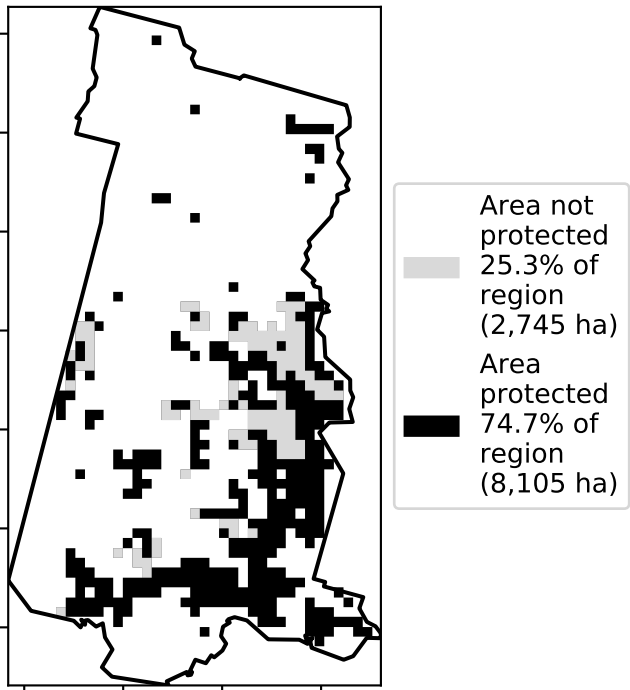 Area not
protected
25.3% of
region
(2,745 ha)
Area
protected
74.7% of
region
(8,105 ha)